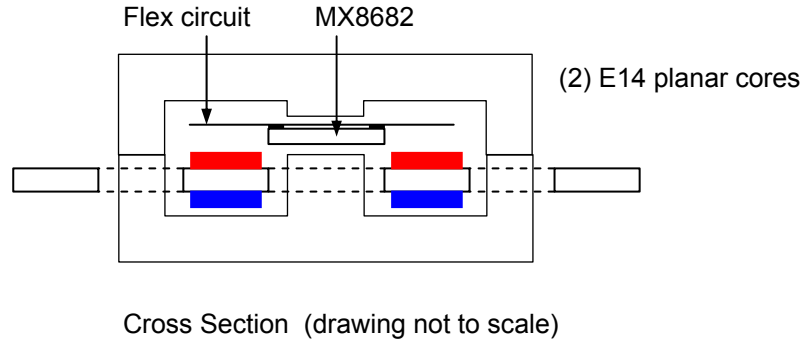 Flex circuit
MX8682
(2) E14 planar cores
Cross Section (drawing not to scale)